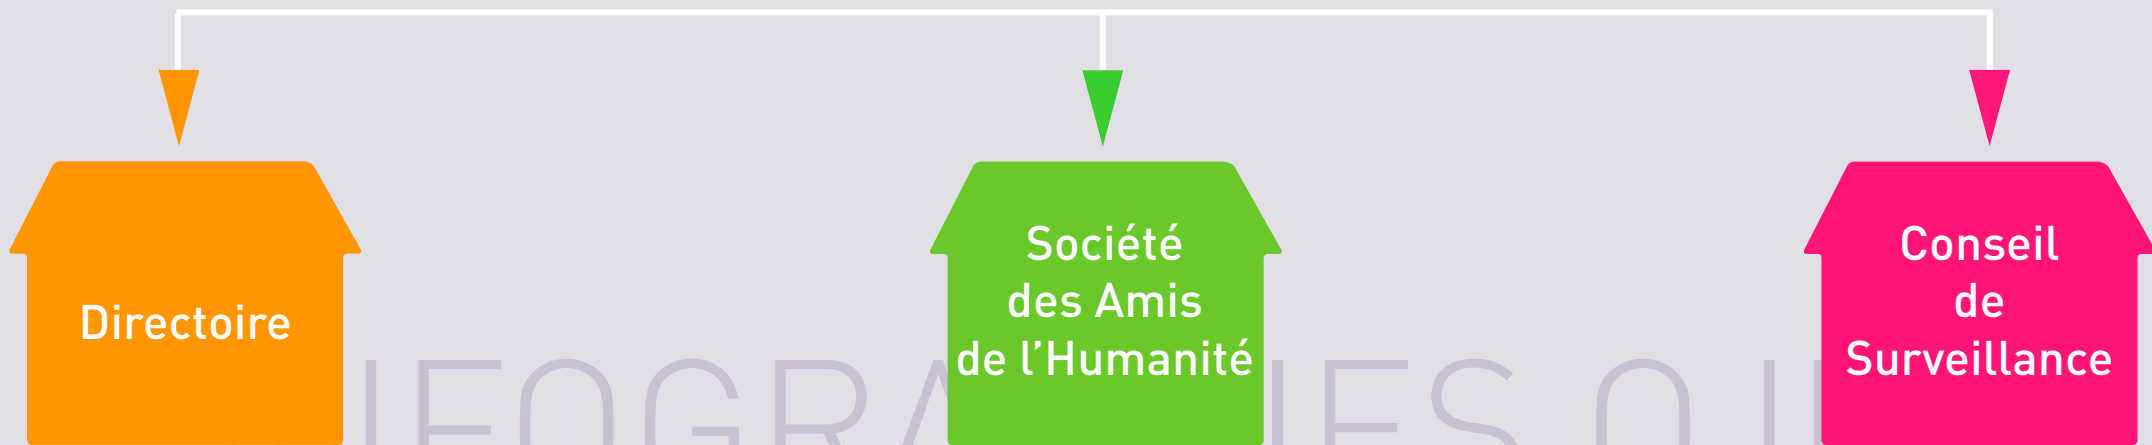 Directoire
Société
des Amis
de l’Humanité
Conseil
de
Surveillance